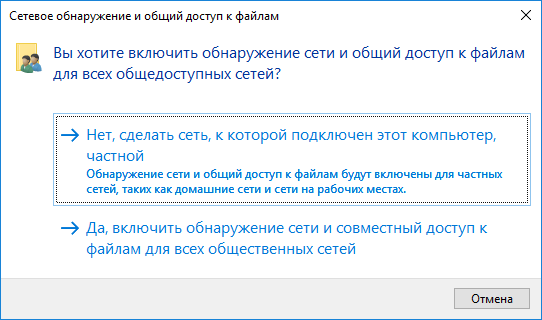 Сетевое обнаружение и общий доступ к файлам
Вы хотите включить обнаружение сети и общий доступ к файлам
для всех общедоступных сетей?
Нет, сделать сеть, к которой подключен этот компьютер,
частной
Обнаружение сети и общий доступ к файлам будут включены для частных
сетей, таких как домашние сети и сети на рабочих местах.
Да, включить обнаружение сети и совместный доступ к
файлам для всех общественных сетей
Отмена